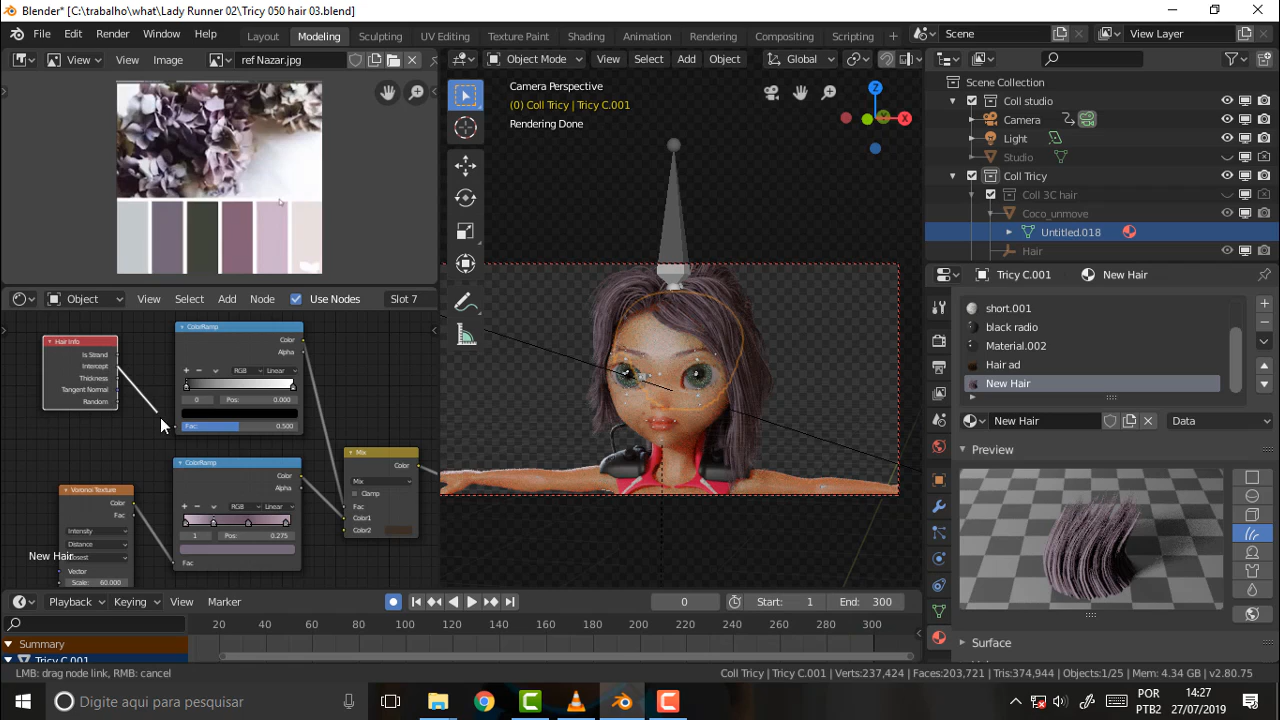 Blender* [C:\trabalho\what\Lady Runner 02\Tricy 050 hair 03.blend]
File Edit Render Window Help Layout Modeling Sculpting UV Editing Texture Paint Shading Animation Rendering Compositing Scripting + Scene View Layer
View View Image ref Nazar.jpg
Object Mode View Select Add Object Global
Camera Perspective
(0) Coll Tricy | Tricy C.001
Rendering Done
Z
X
Scene Collection
Coll studio
Camera
Light
Studio
Coll Tricy
Coll 3C hair
Coco_unmove
Untitled.018
Hair
Object View Select Add Node Use Nodes Slot 7
Hair Info
Is Strand
Intercept
Thickness
Tangent Normal
Random
ColorRamp
Color
Alpha
RGB Linear
0 Pos: 0.000
Fac: 0.500
ColorRamp
Color
Alpha
RGB Linear
1 Pos: 0.275
Fac
Voronoi Texture
Color
Fac
Intensity
Distance
Vector
Scale: 60.000
New Hair
Mix
Color
Mix
Clamp
Fac
Color1
Color2
Tricy C.001 New Hair
short.001
black radio
Material.002
Hair ad
New Hair
New Hair Data
Preview
Surface
Playback Keying View Marker 0 Start: 1 End: 300
20 40 60 80 100 120 140 160 180 200 220 240 260 280 300
Summary
Tricy C.001
LMB: drag node link, RMB: cancel
Coll Tricy | Tricy C.001 | Verts:237,424 | Faces:203,721 | Tris:374,944 | Objects:1/25 | Mem: 4.34 GB | v2.80.75
Digite aqui para pesquisar
POR
PTB2
14:27
27/07/2019